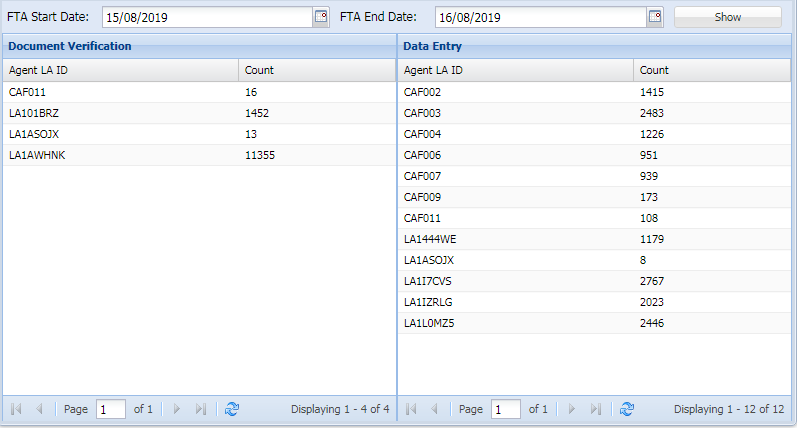 FTA Start Date: 15/08/2019 FTA End Date: 16/08/2019 Show
Document Verification
Agent LA ID Count
CAF011 16
LA101BRZ 1452
LA1ASOJX 13
LA1AWHNK 11355
Page 1 of 1 Displaying 1 - 4 of 4
Data Entry
Agent LA ID Count
CAF002 1415
CAF003 2483
CAF004 1226
CAF006 951
CAF007 939
CAF009 173
CAF011 108
LA1444WE 1179
LA1ASOJX 8
LA1I7CVS 2767
LA1IZRLG 2023
LA1L0MZ5 2446
Page 1 of 1 Displaying 1 - 12 of 12